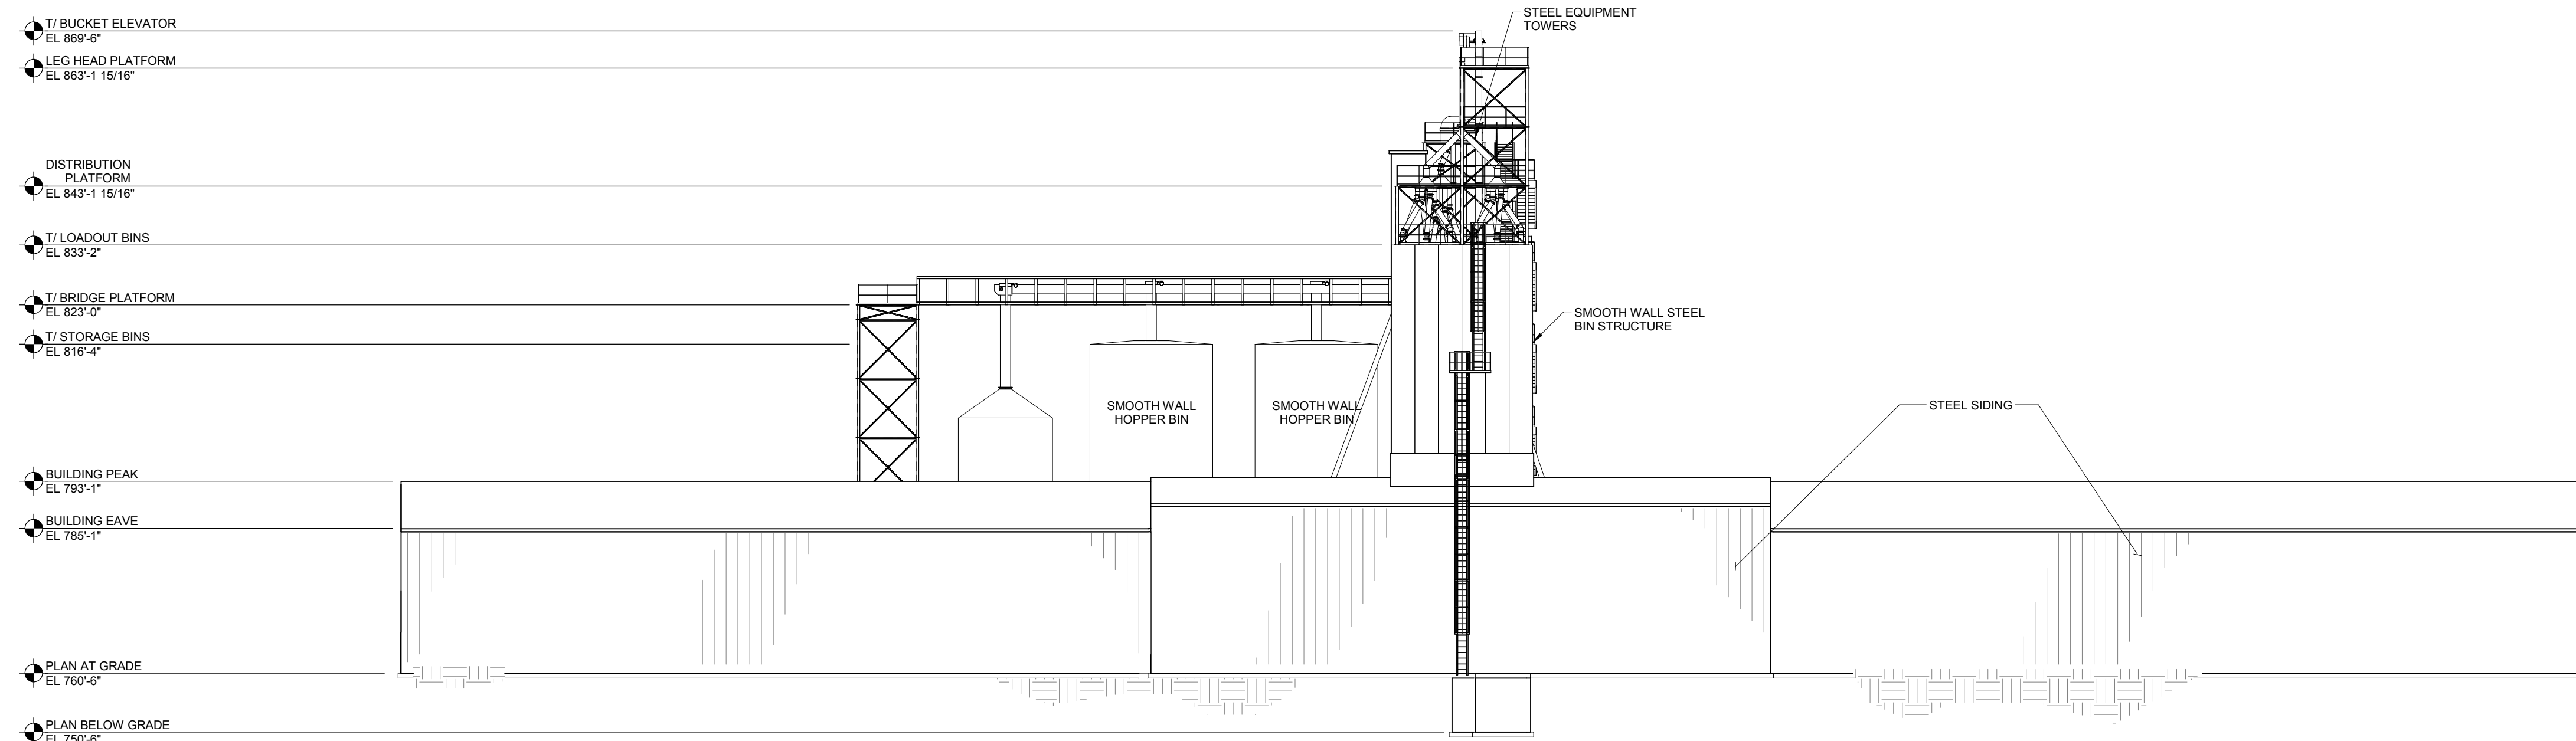 T/ BUCKET ELEVATOR
EL 869'-6"
LEG HEAD PLATFORM
EL 863'-1 15/16"
DISTRIBUTION
PLATFORM
EL 843'-1 15/16"
T/ LOADOUT BINS
EL 833'-2"
T/ BRIDGE PLATFORM
EL 823'-0"
T/ STORAGE BINS
EL 816'-4"
BUILDING PEAK
EL 793'-1"
BUILDING EAVE
EL 785'-1"
PLAN AT GRADE
EL 760'-6"
PLAN BELOW GRADE
EL 750'-6"
STEEL EQUIPMENT
TOWERS
SMOOTH WALL STEEL
BIN STRUCTURE
SMOOTH WALL
HOPPER BIN
SMOOTH WALL
HOPPER BIN
STEEL SIDING